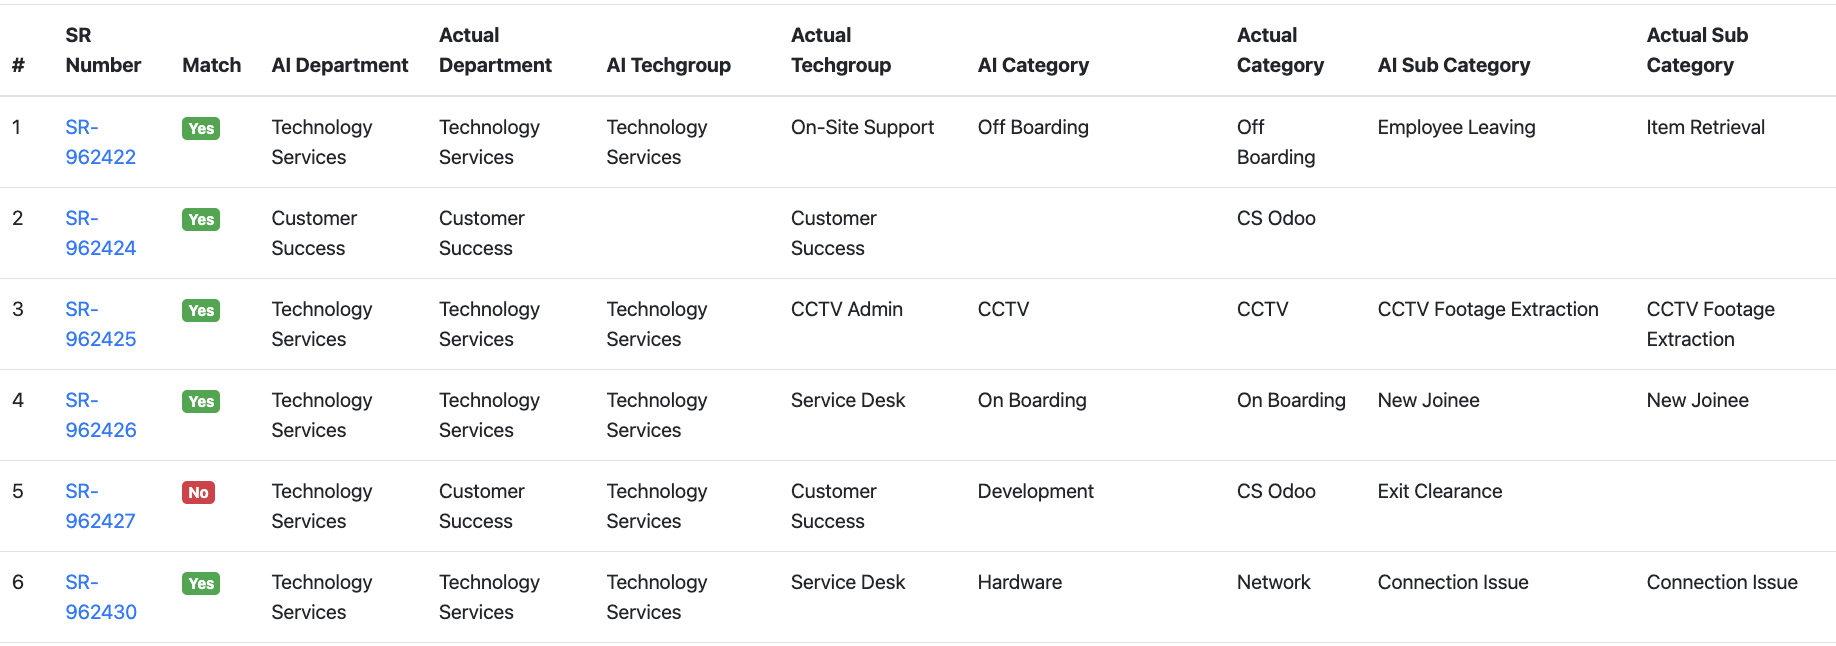 # SR Number Match AI Department Actual Department AI Techgroup Actual Techgroup AI Category Actual Category AI Sub Category Actual Sub Category
1 SR-962422 Yes Technology Services Technology Services Technology Services On-Site Support Off Boarding Off Boarding Employee Leaving Item Retrieval
2 SR-962424 Yes Customer Success Customer Success Customer Success CS Odoo
3 SR-962425 Yes Technology Services Technology Services Technology Services CCTV Admin CCTV CCTV CCTV Footage Extraction CCTV Footage Extraction
4 SR-962426 Yes Technology Services Technology Services Technology Services Service Desk On Boarding On Boarding New Joinee New Joinee
5 SR-962427 No Technology Services Customer Success Technology Services Customer Success Development CS Odoo Exit Clearance
6 SR-962430 Yes Technology Services Technology Services Technology Services Service Desk Hardware Network Connection Issue Connection Issue